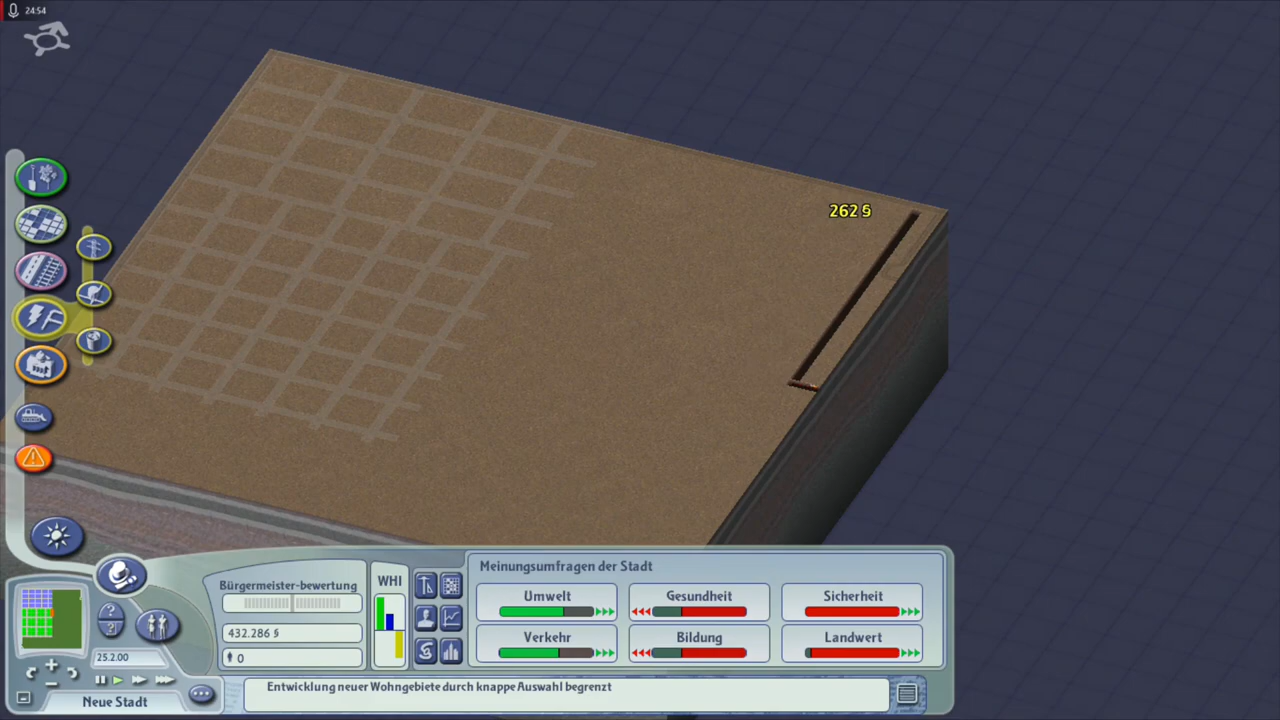 24:54
262 §
Bürgermeister-bewertung
432.286 §
0
25.2.00
Neue Stadt
WHI
Meinungsumfragen der Stadt
Umwelt
Gesundheit
Sicherheit
Verkehr
Bildung
Landwert
Entwicklung neuer Wohngebiete durch knappe Auswahl begrenzt